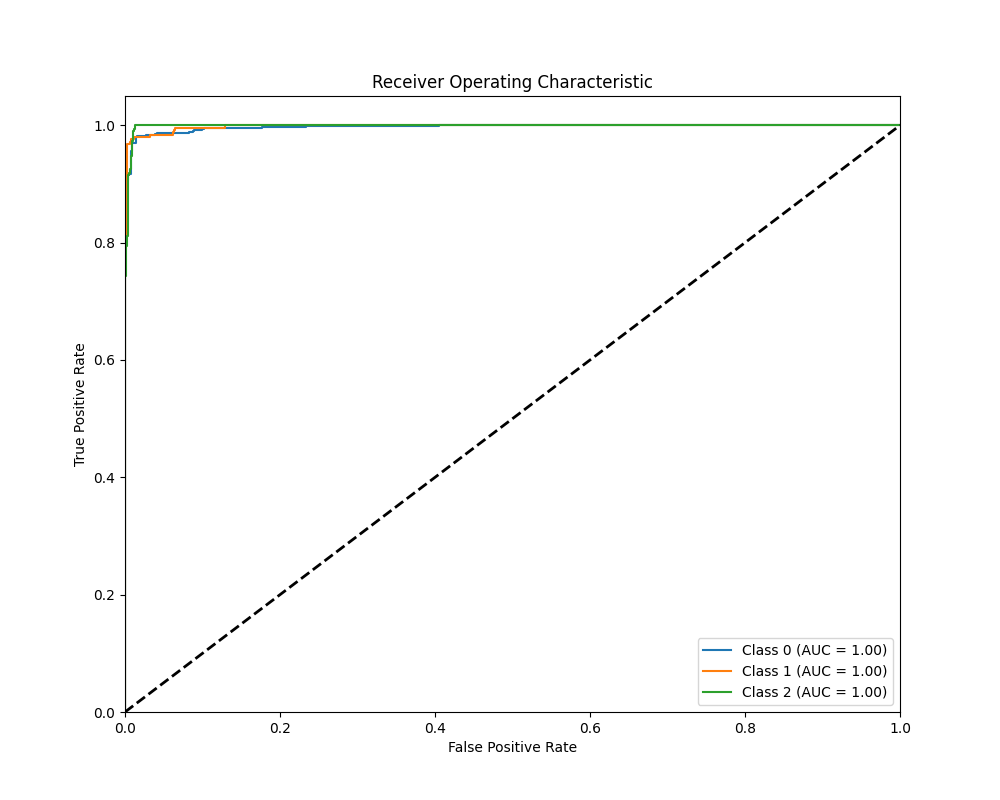 Receiver Operating Characteristic
True Positive Rate
1.0
0.8
0.6
0.4
0.2
0.0
0.0 0.2 0.4 0.6 0.8 1.0
False Positive Rate
Class 0 (AUC = 1.00)
Class 1 (AUC = 1.00)
Class 2 (AUC = 1.00)